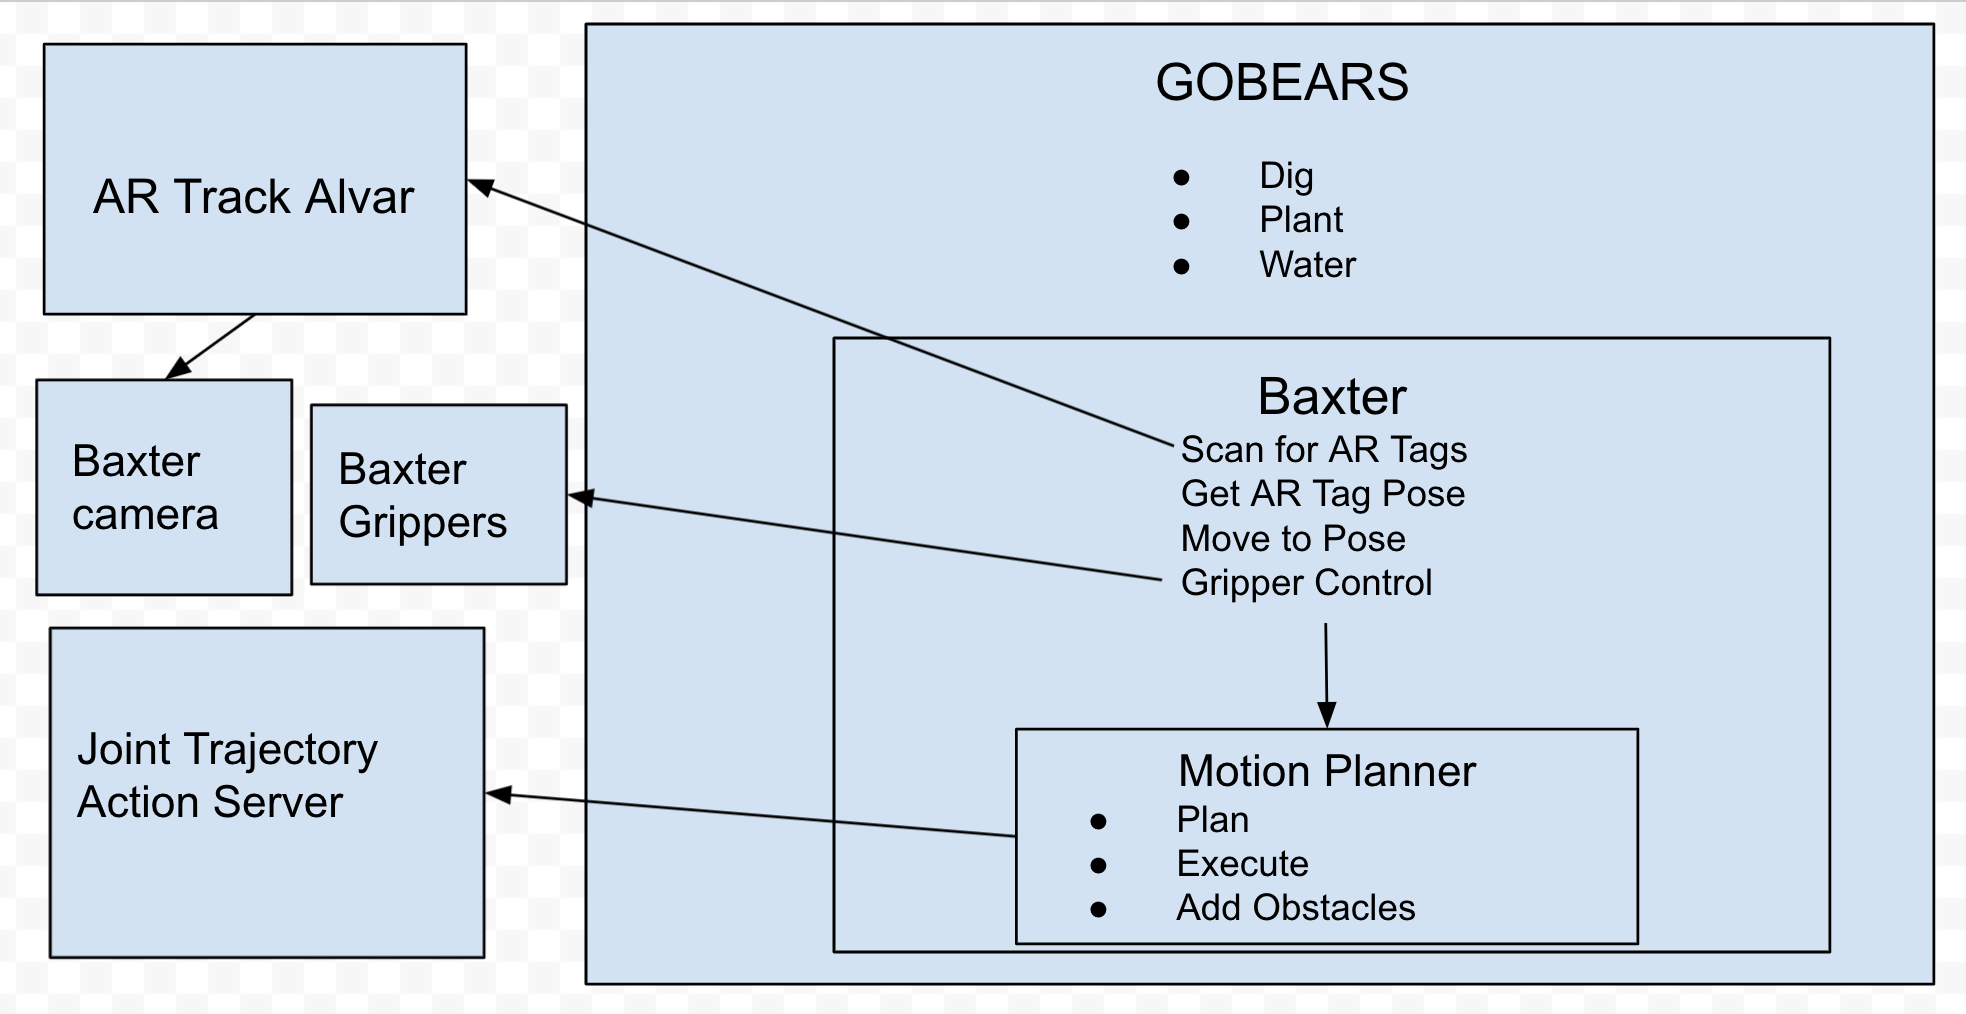 AR Track Alvar
Baxter
camera
Baxter
Grippers
Joint Trajectory
Action Server
GOBEARS
● Dig
● Plant
● Water
Baxter
Scan for AR Tags
Get AR Tag Pose
Move to Pose
Gripper Control
Motion Planner
● Plan
● Execute
● Add Obstacles